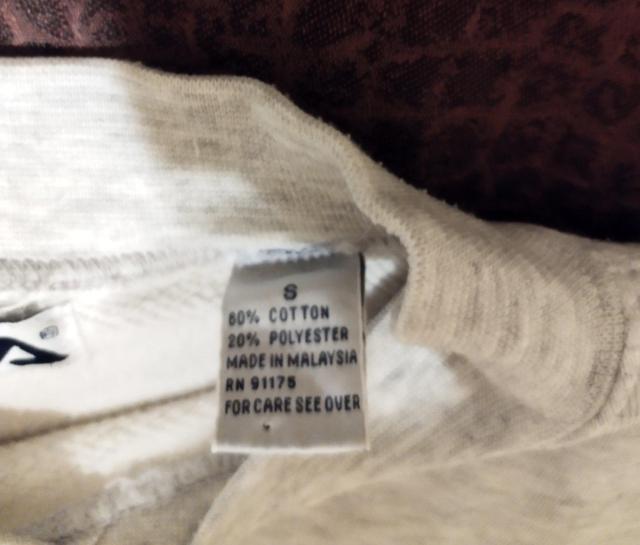 S
80% COTTON
20% POLYESTER
MADE IN MALAYSIA
RN 91175
FOR CARE SEE OVER